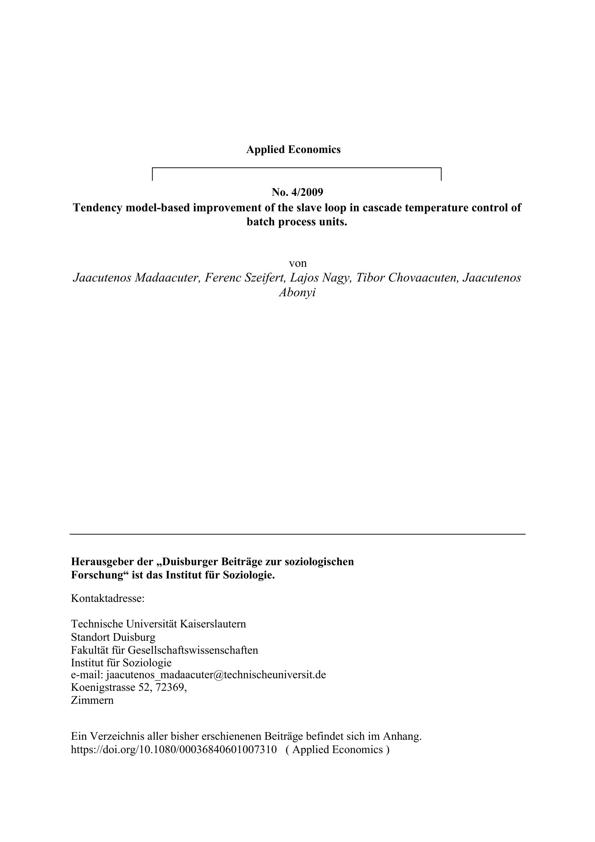 Applied Economics
No. 4/2009
Tendency model-based improvement of the slave loop in cascade temperature control of
batch process units.
von
Jaacutenos Madaacuter, Ferenc Szeifert, Lajos Nagy, Tibor Chovaacuten, Jaacutenos
Abonyi
Herausgeber der „Duisburger Beiträge zur soziologischen
Forschung“ ist das Institut für Soziologie.
Kontaktadresse:
Technische Universität Kaiserslautern
Standort Duisburg
Fakultät für Gesellschaftswissenschaften
Institut für Soziologie
e-mail: jaacutenos_madaacuter@technischeuniversit.de
Koenigstrasse 52, 72369,
Zimmern
Ein Verzeichnis aller bisher erschienenen Beiträge befindet sich im Anhang.
https://doi.org/10.1080/00036840601007310 ( Applied Economics )